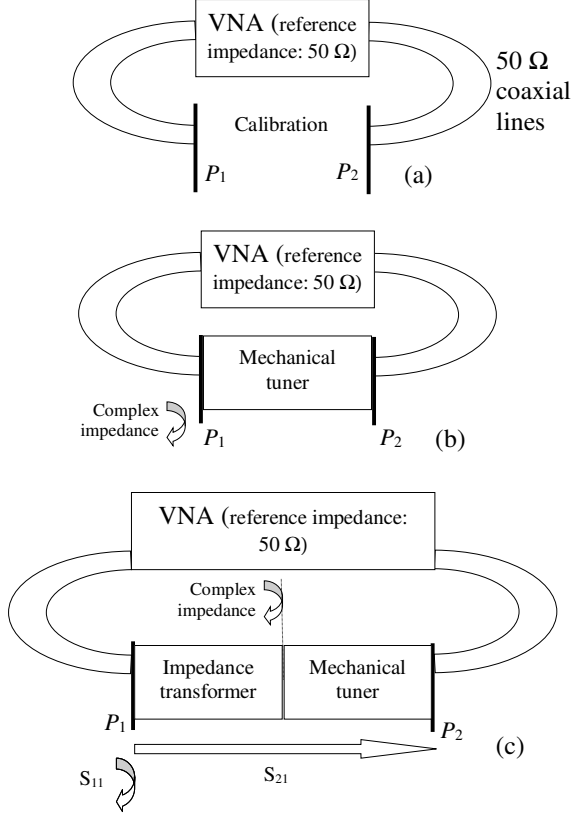 VNA (reference
impedance: 50 Ω)
50 Ω
coaxial
lines
Calibration
P1
P2
(a)
VNA (reference
impedance: 50 Ω)
Mechanical
tuner
Complex
impedance
P1
P2
(b)
VNA (reference impedance:
50 Ω)
Complex
impedance
Impedance
transformer
Mechanical
tuner
P1
P2
(c)
S11
S21